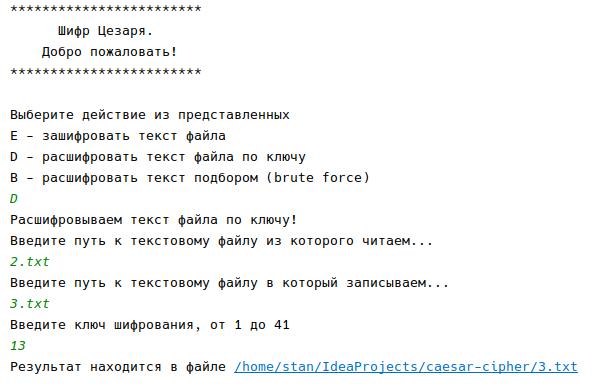 ************************
Шифр Цезаря.
Добро пожаловать!
************************
Выберите действие из представленных
E – зашифровать текст файла
D – расшифровать текст файла по ключу
B – расшифровать текст подбором (brute force)
D
Расшифровываем текст файла по ключу!
Введите путь к текстовому файлу из которого читаем...
2.txt
Введите путь к текстовому файлу в который записываем...
3.txt
Введите ключ шифрования, от 1 до 41
13
Результат находится в файле /home/stan/IdeaProjects/caesar-cipher/3.txt